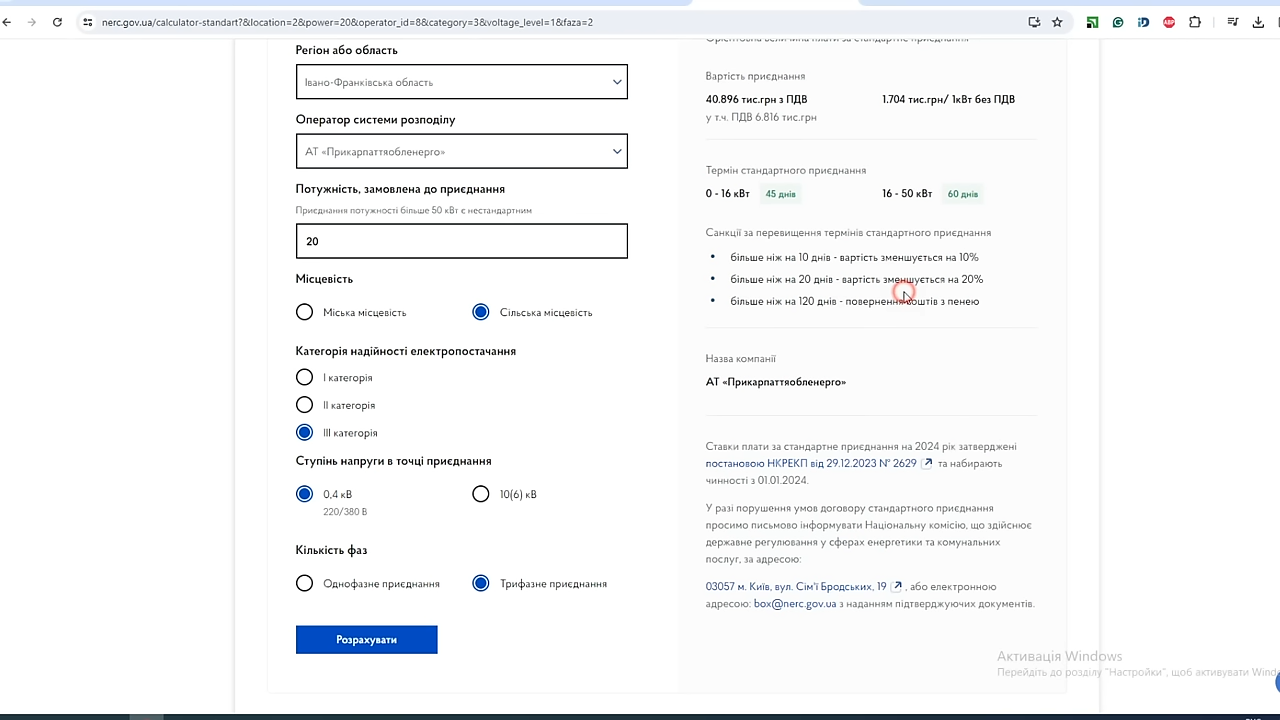 nerc.gov.ua/calculator-standart?&location=2&power=20&operator_id=8&category=3&voltage_level=1&faza=2
Регіон або область
Івано-Франківська область
Оператор системи розподілу
АТ «Прикарпаттяобленерго»
Потужність, замовлена до приєднання
Приєднання потужності більше 50 кВт є нестандартним
20
Місцевість
Міська місцевість
Сільська місцевість
Категорія надійності електропостачання
І категорія
ІІ категорія
ІІІ категорія
Ступінь напруги в точці приєднання
0,4 кВ
220/380 В
10(6) кВ
Кількість фаз
Однофазне приєднання
Трифазне приєднання
Розрахувати
Орієнтовна величина плати за стандартне приєднання
Вартість приєднання
40.896 тис.грн з ПДВ
1.704 тис.грн/ 1кВт без ПДВ
у т.ч. ПДВ 6.816 тис.грн
Термін стандартного приєднання
0 - 16 кВт 45 днів
16 - 50 кВт 60 днів
Санкції за перевищення термінів стандартного приєднання
• більше ніж на 10 днів - вартість зменшується на 10%
• більше ніж на 20 днів - вартість зменшується на 20%
• більше ніж на 120 днів - повернення коштів з пенею
Назва компанії
АТ «Прикарпаттяобленерго»
Ставки плати за стандартне приєднання на 2024 рік затверджені
постановою НКРЕКП від 29.12.2023 № 2629 та набирають
чинності з 01.01.2024.
У разі порушення умов договору стандартного приєднання
просимо письмово інформувати Національну комісію, що здійснює
державне регулювання у сферах енергетики та комунальних
послуг, за адресою:
03057 м. Київ, вул. Сім'ї Бродських, 19 , або електронною
адресою: box@nerc.gov.ua з наданням підтверджуючих документів.
Активація Windows
Перейдіть до розділу "Настройки", щоб активувати